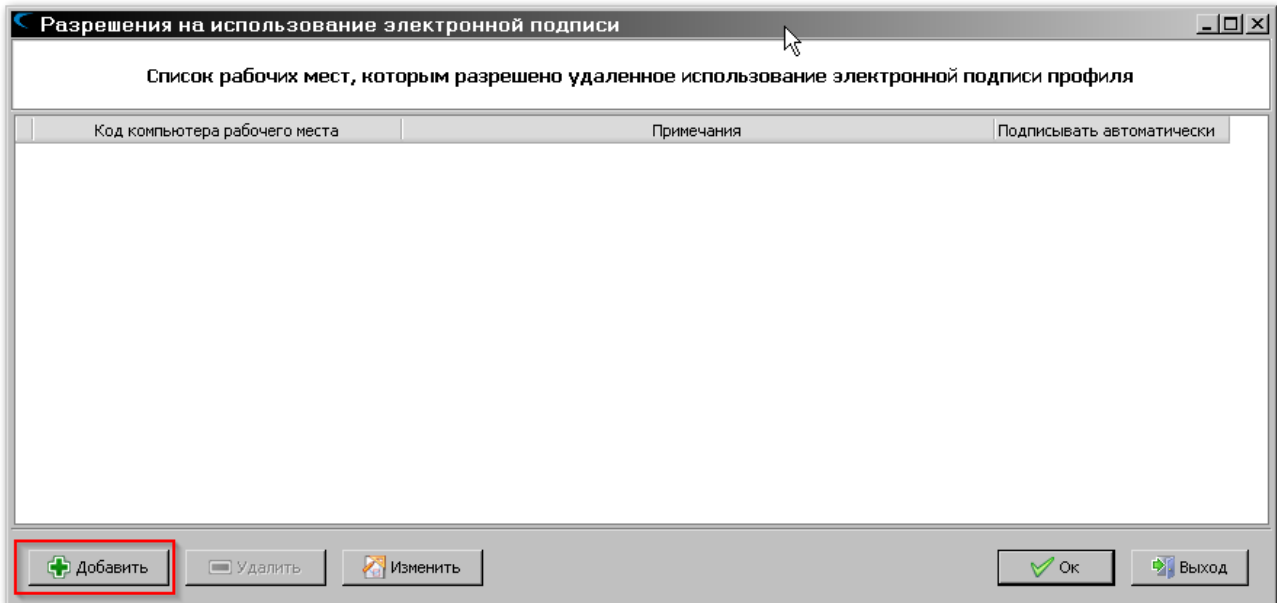 Разрешения на использование электронной подписи
Список рабочих мест, которым разрешено удаленное использование электронной подписи профиля
Код компьютера рабочего места Примечания Подписывать автоматически
Добавить Удалить Изменить Ок Выход